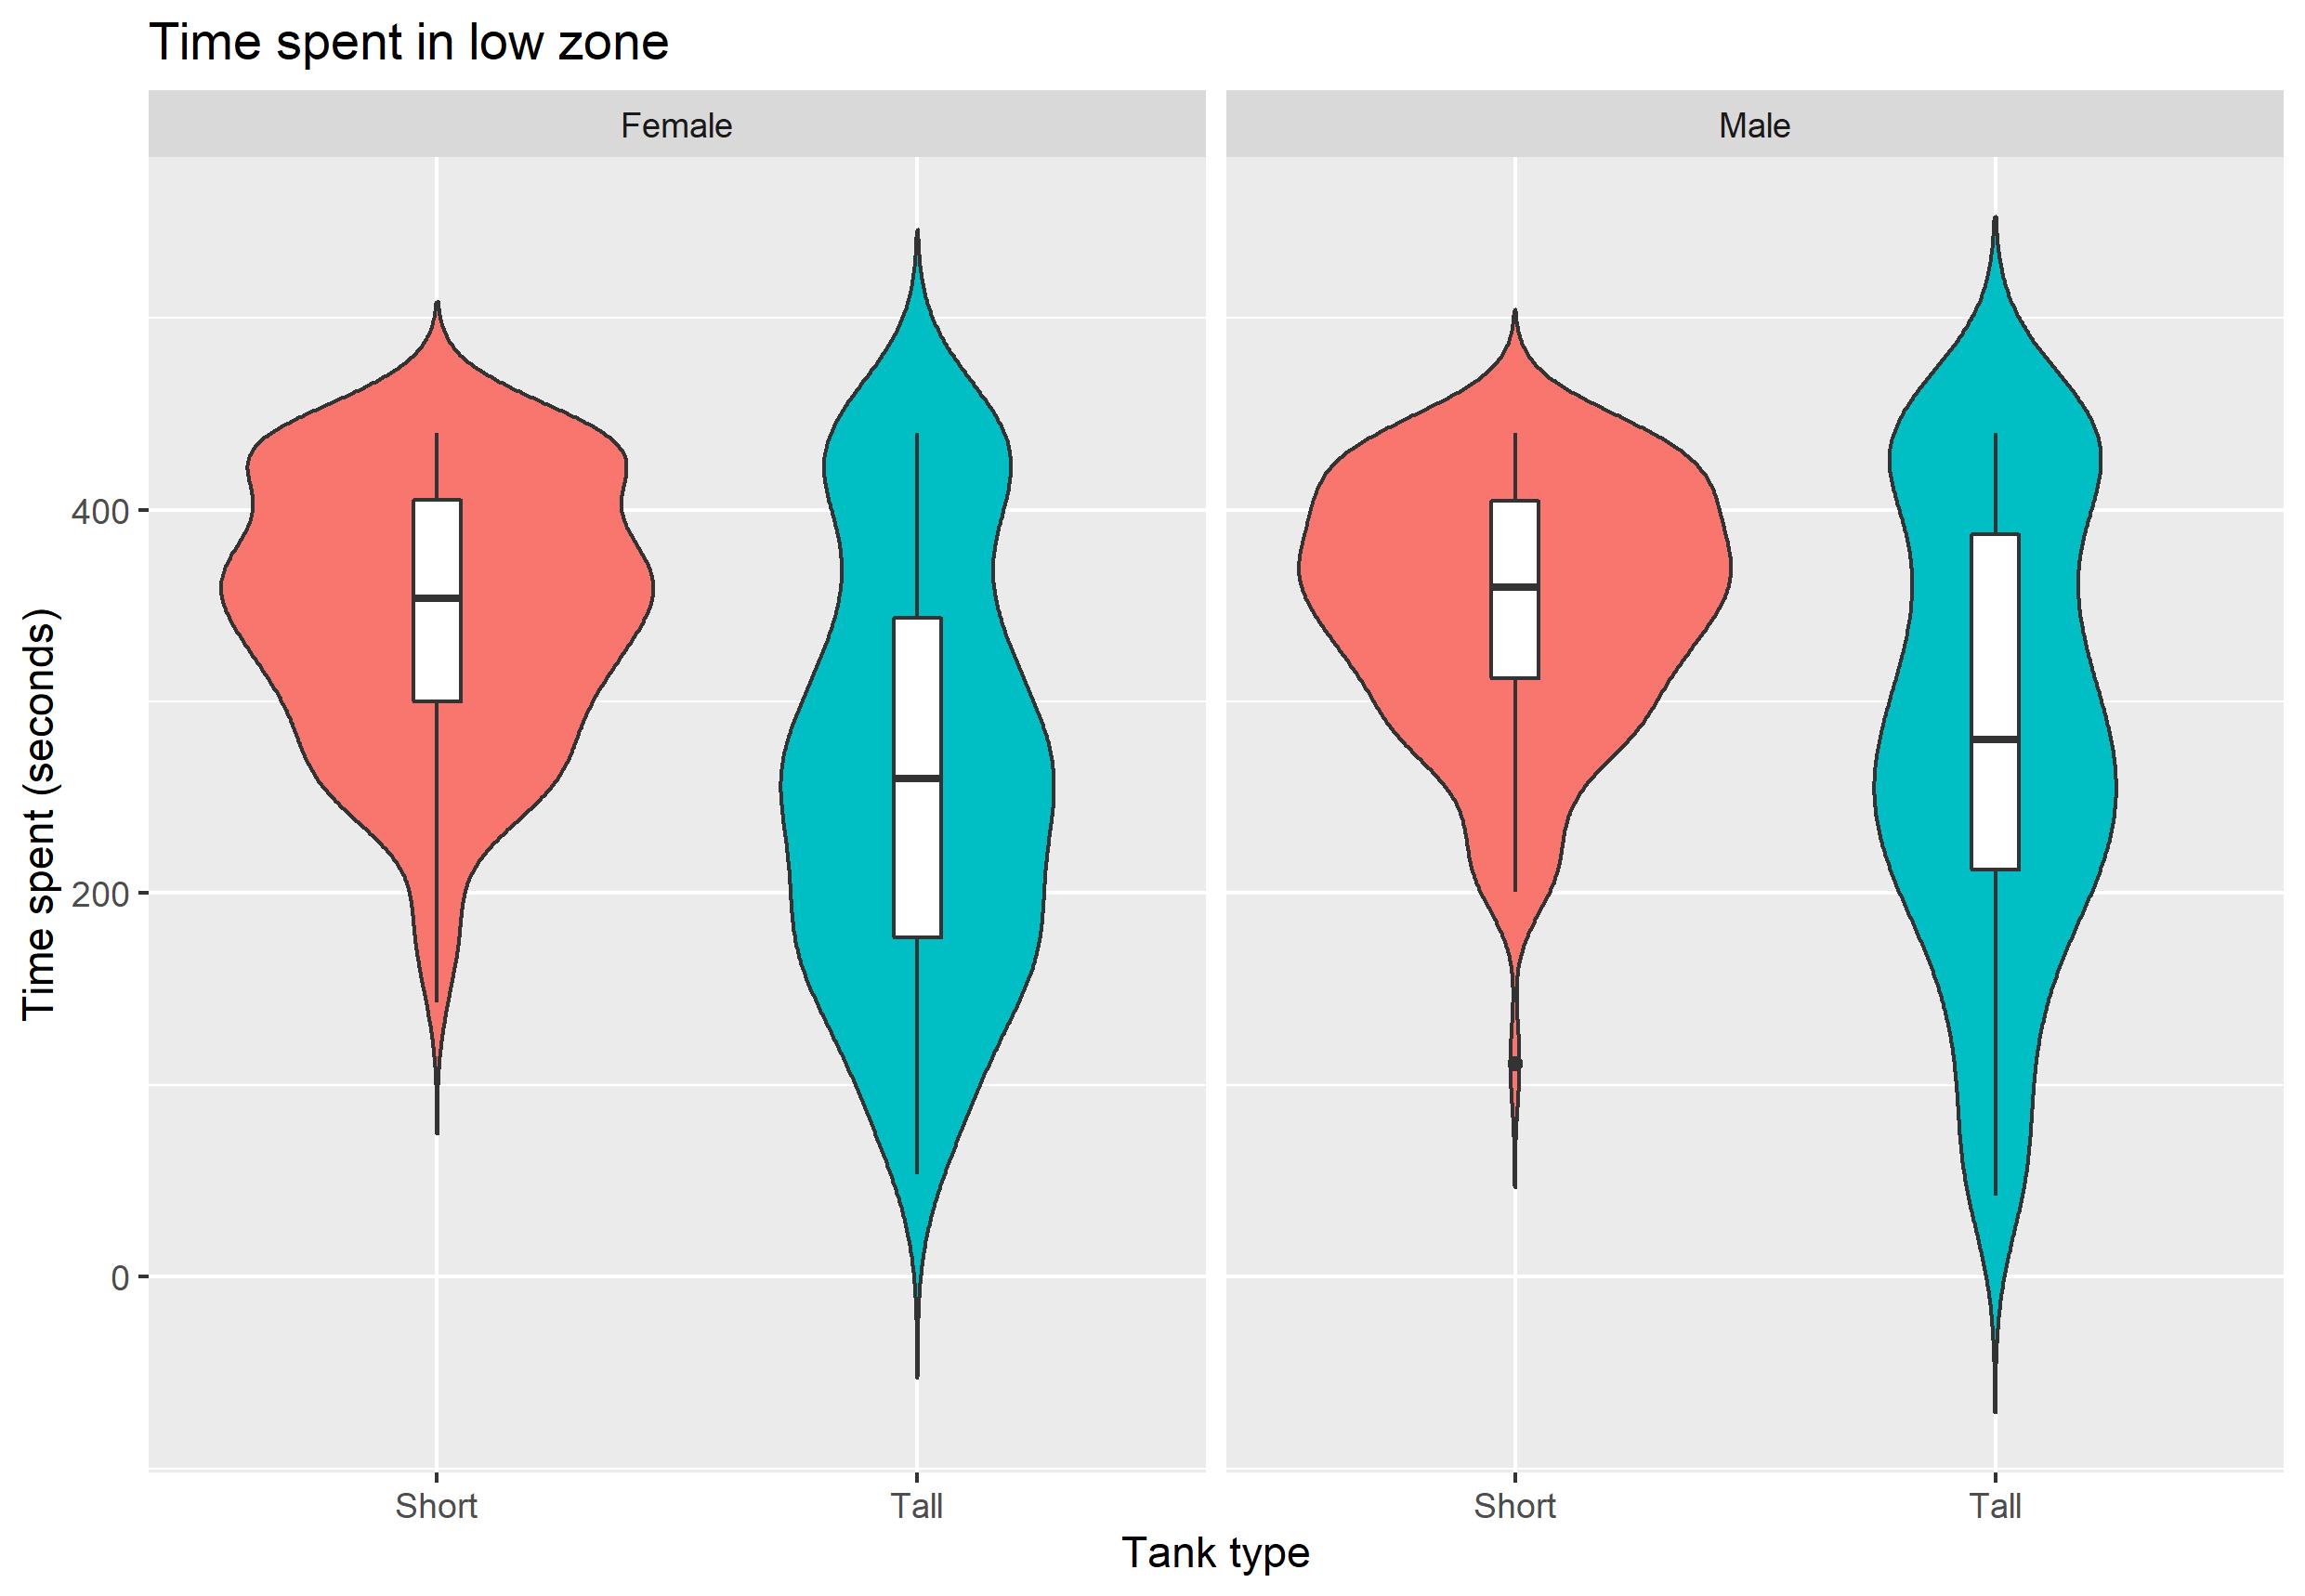 Time spent in low zone
Female
Male
Time spent (seconds)
400
200
0
Short
Tall
Short
Tall
Tank type